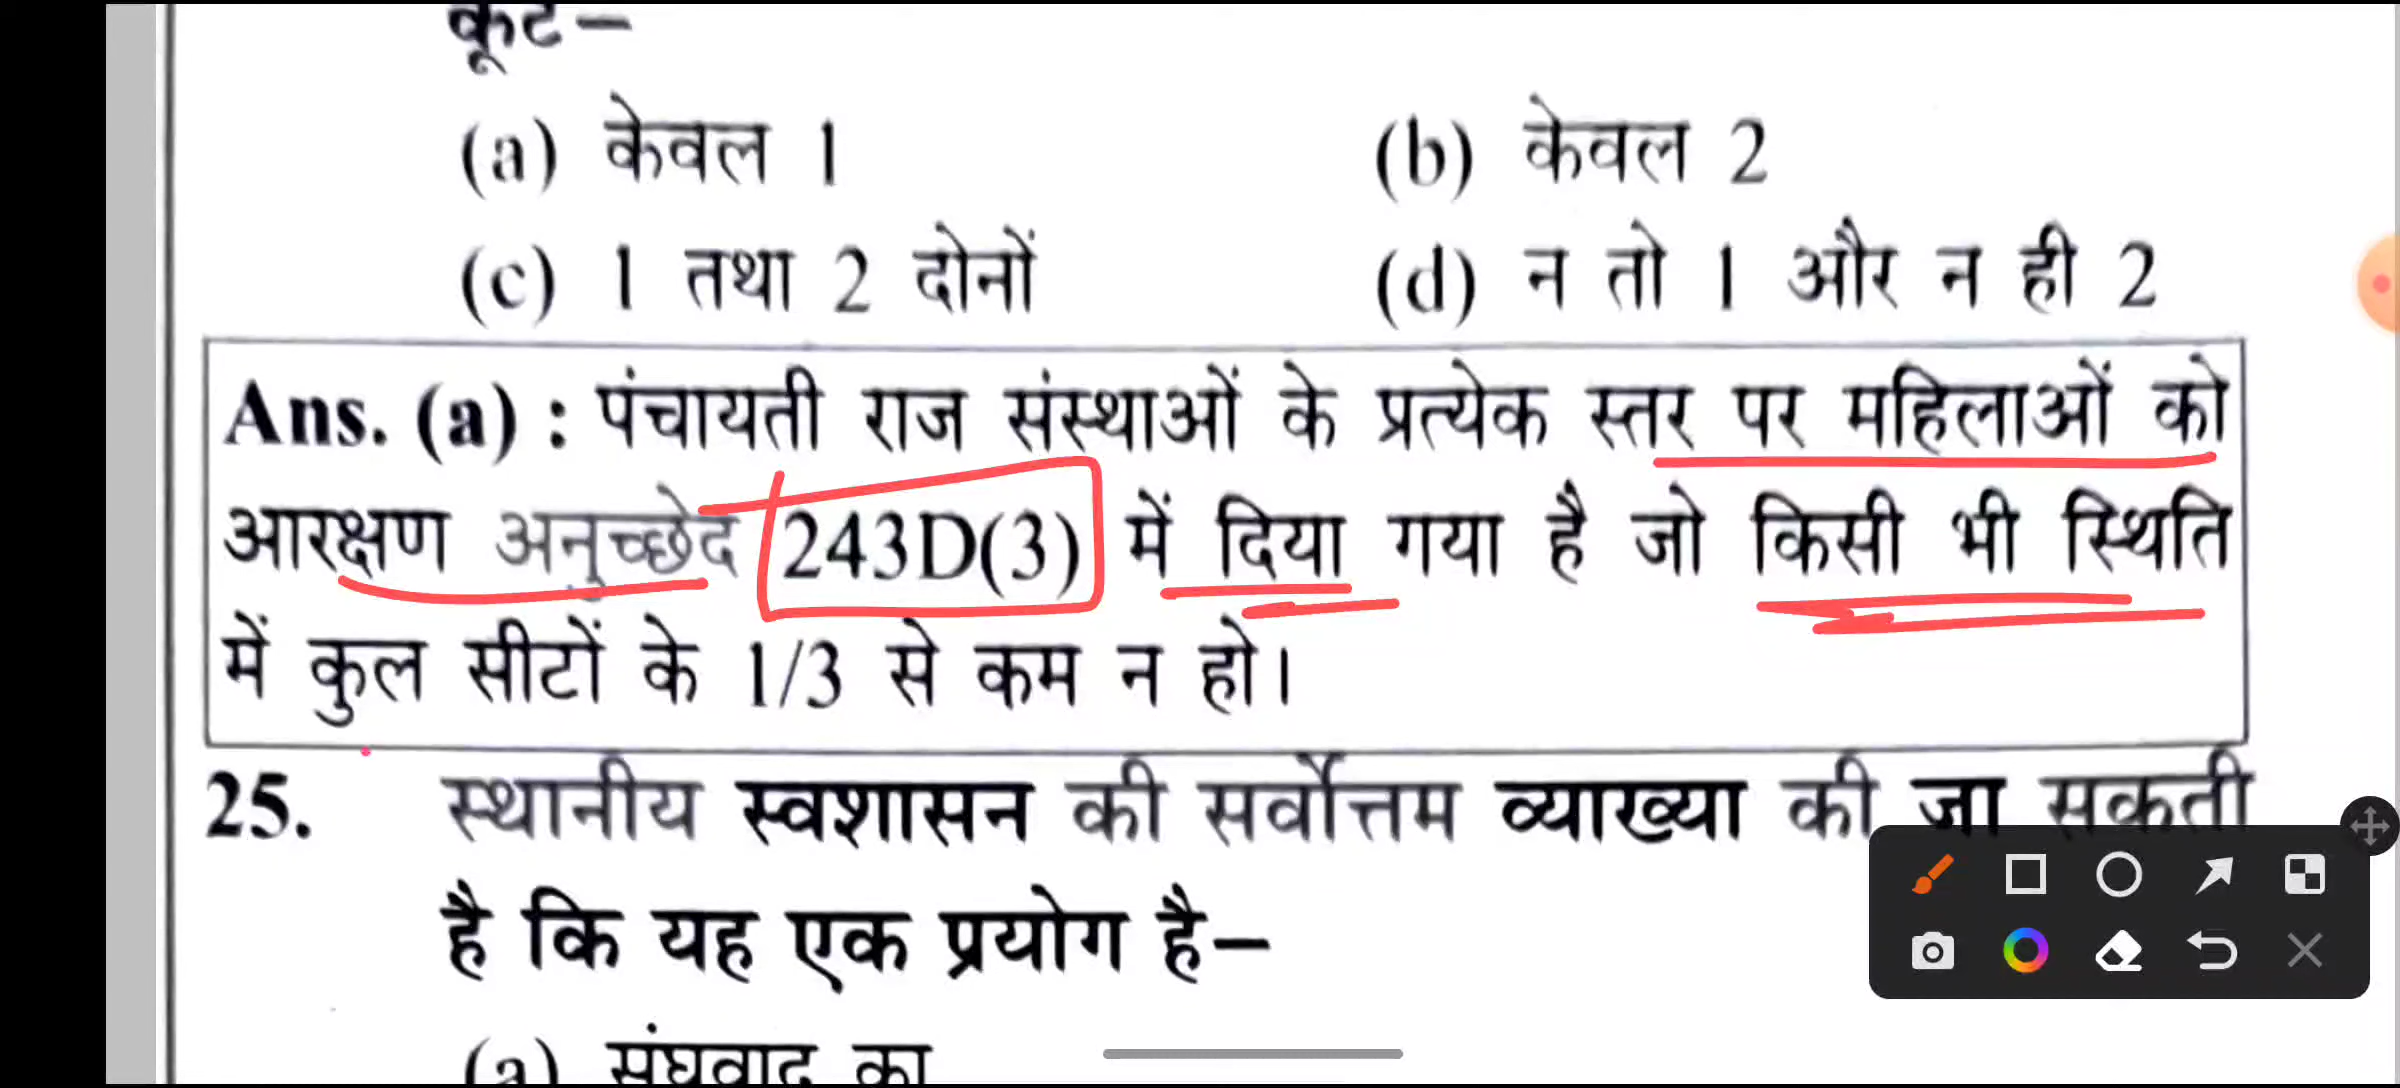 कूट–
(a) केवल 1 (b) केवल 2
(c) 1 तथा 2 दोनों (d) न तो 1 और न ही 2
Ans. (a) : पंचायती राज संस्थाओं के प्रत्येक स्तर पर महिलाओं को
आरक्षण अनुच्छेद 243D(3) में दिया गया है जो किसी भी स्थिति
में कुल सीटों के 1/3 से कम न हो।
25. स्थानीय स्वशासन की सर्वोत्तम व्याख्या की जा सकती
है कि यह एक प्रयोग है–
(a) संघवाद का